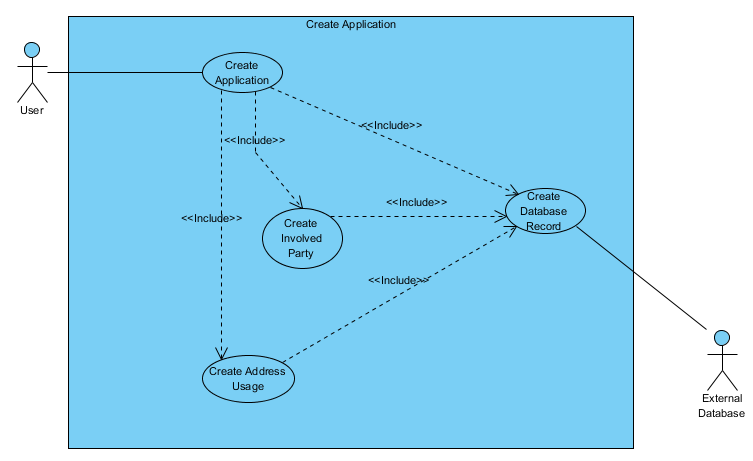 Create Application
Create
Application
User
<<Include>>
<<Include>>
<<Include>>
<<Include>>
Create
Database
Record
Create
Involved
Party
<<Include>>
Create Address
Usage
External
Database